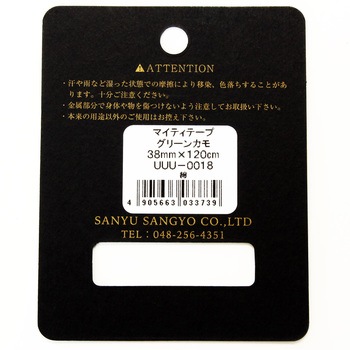 ⚠ATTENTION
・汗や雨など湿った状態での摩擦により移染、色落ちすることがあ
ります。十分ご注意ください。
・金属部分で身体や物を傷つけないよう注意してお取扱い下さい。
・本来の用途以外のご使用はお控え下さい。
マイティテープ
グリーンカモ
38mm×120cm
UUU-0018
綿
4 905663 033739
SANYU SANGYO CO.,LTD
TEL : 048-256-4351